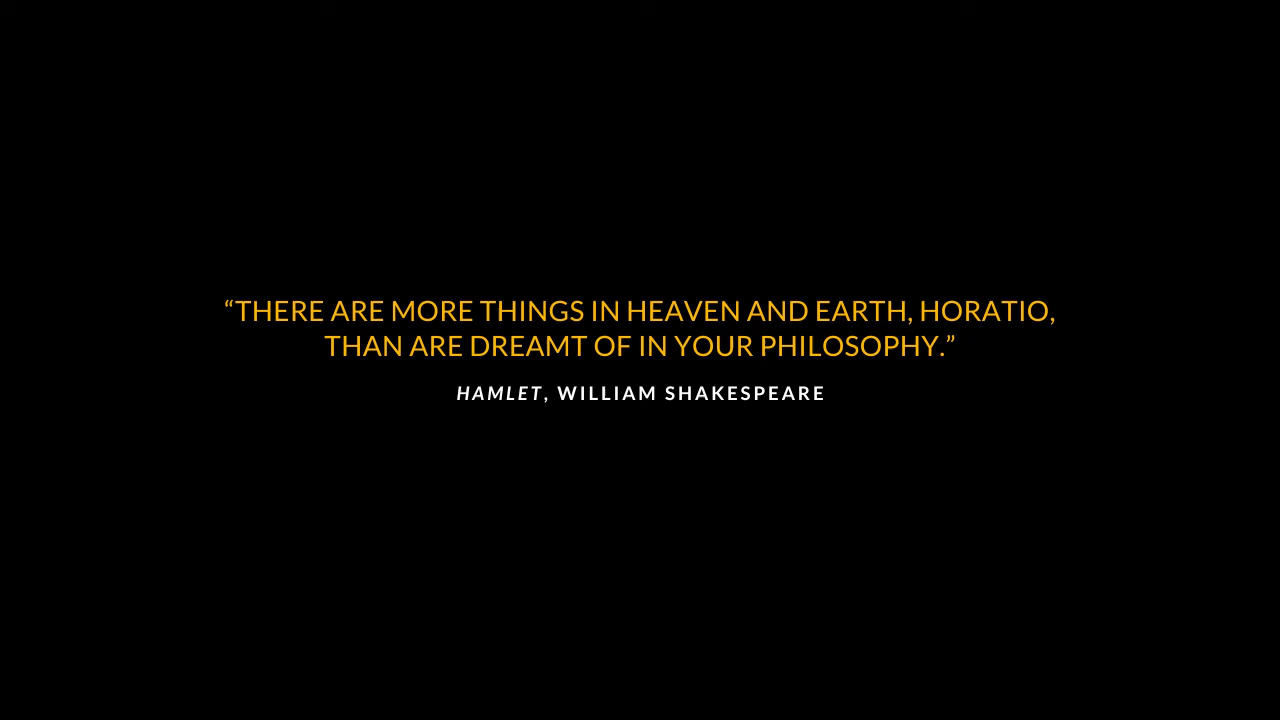 “THERE ARE MORE THINGS IN HEAVEN AND EARTH, HORATIO,
THAN ARE DREAMT OF IN YOUR PHILOSOPHY.”
HAMLET, WILLIAM SHAKESPEARE